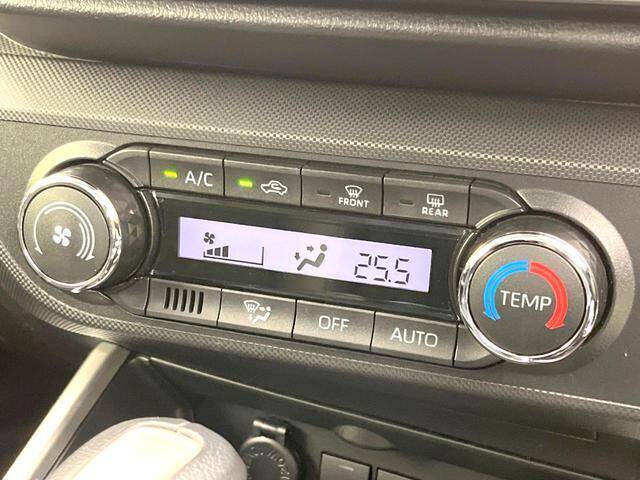 A/C
FRONT
REAR
25.5
TEMP
OFF
AUTO